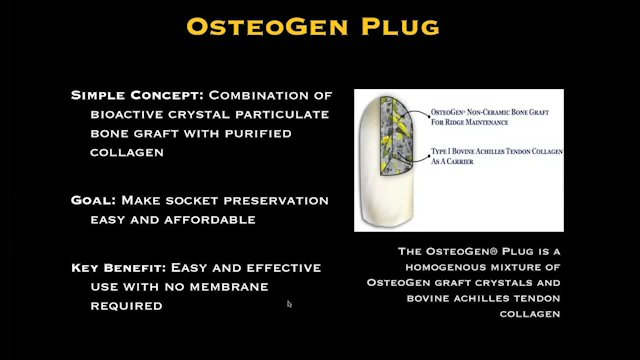 OsteoGen Plug
Simple Concept: Combination of
bioactive crystal particulate
bone graft with purified
collagen
Goal: Make socket preservation
easy and affordable
Key Benefit: Easy and effective
use with no membrane
required
OsteoGen® Non-Ceramic Bone Graft
For Ridge Maintenance
Type I Bovine Achilles Tendon Collagen
As A Carrier
The OsteoGen® Plug is a
homogenous mixture of
OsteoGen graft crystals and
bovine achilles tendon
collagen